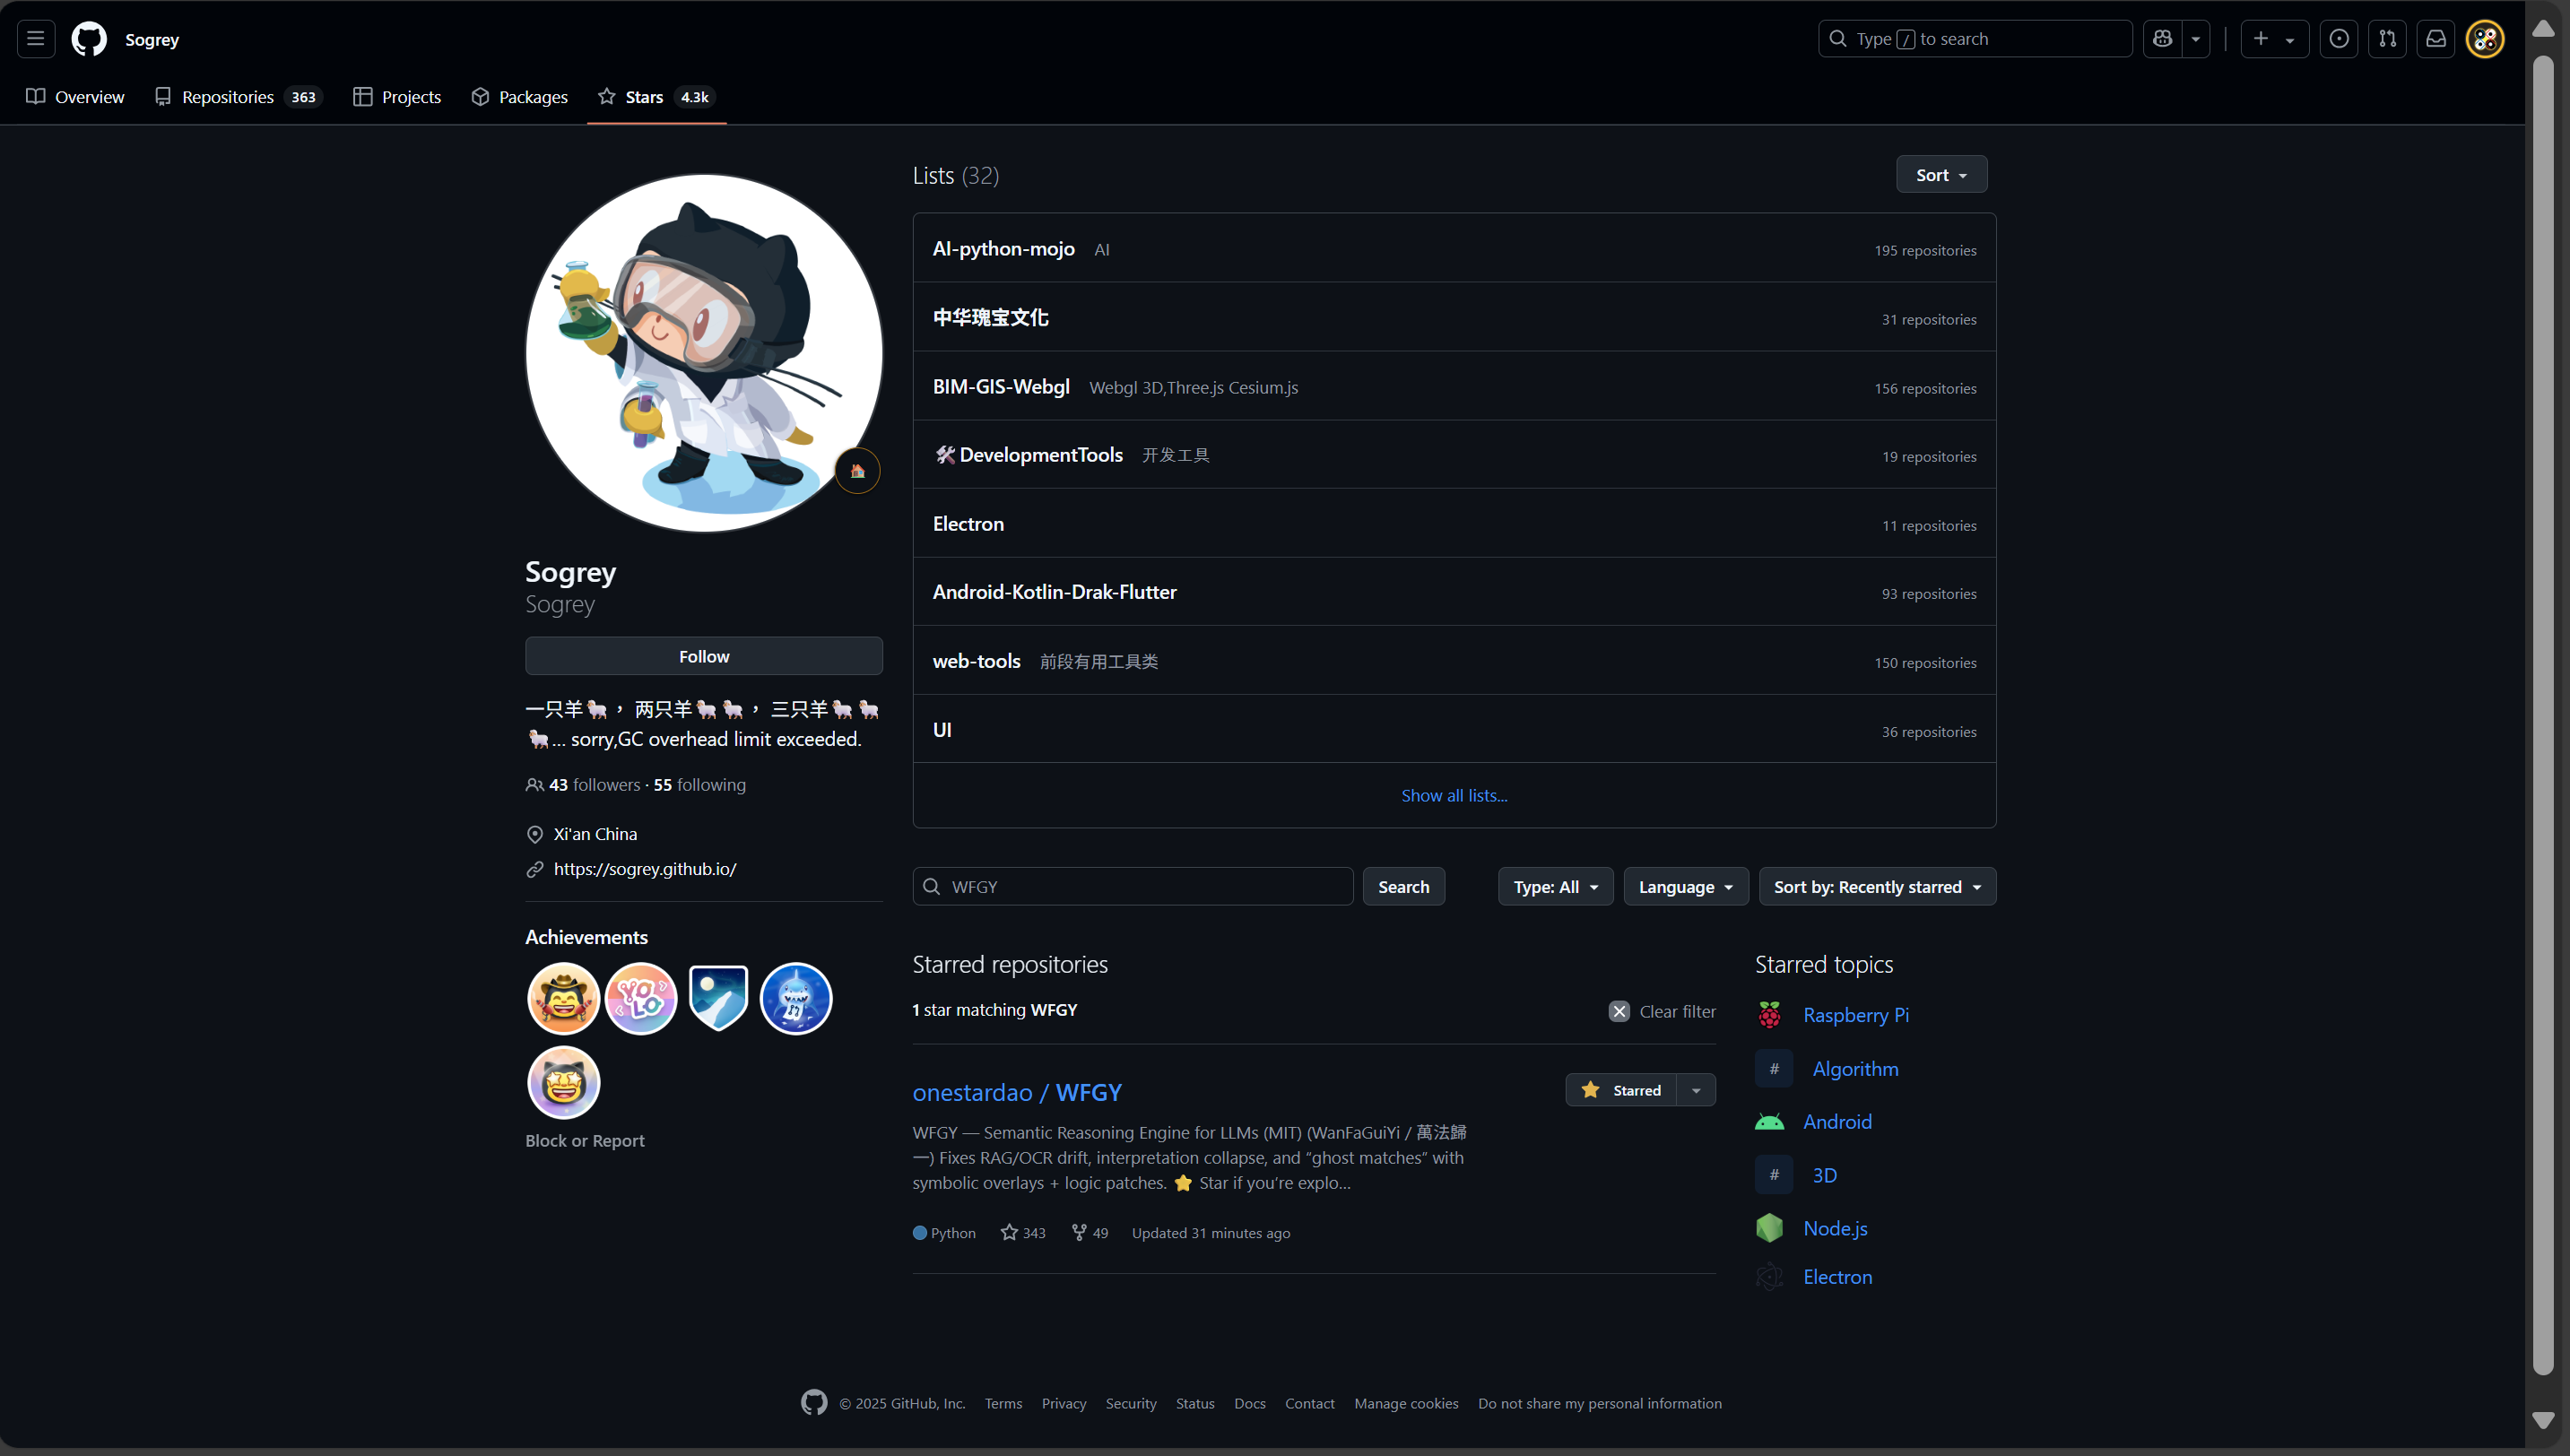 Sogrey
Type / to search
Overview
Repositories 363
Projects
Packages
Stars 4.3k
Sogrey
Sogrey
Follow
一只羊🐑， 两只羊🐑🐑， 三只羊🐑🐑
🐑... sorry,GC overhead limit exceeded.
43 followers · 55 following
Xi'an China
https://sogrey.github.io/
Achievements
YOLO
Block or Report
Lists (32)
Sort
AI-python-mojo AI 195 repositories
中华瑰宝文化 31 repositories
BIM-GIS-Webgl Webgl 3D,Three.js Cesium.js 156 repositories
🛠DevelopmentTools 开发工具 19 repositories
Electron 11 repositories
Android-Kotlin-Drak-Flutter 93 repositories
web-tools 前段有用工具类 150 repositories
UI 36 repositories
Show all lists...
WFGY
Search
Type: All
Language
Sort by: Recently starred
Starred repositories
1 star matching WFGY
Clear filter
onestardao / WFGY
Starred
WFGY — Semantic Reasoning Engine for LLMs (MIT) (WanFaGuiYi / 萬法歸
一) Fixes RAG/OCR drift, interpretation collapse, and “ghost matches” with
symbolic overlays + logic patches. ⭐ Star if you’re explo...
Python 343 49 Updated 31 minutes ago
Starred topics
Raspberry Pi
# Algorithm
Android
# 3D
Node.js
Electron
© 2025 GitHub, Inc. Terms Privacy Security Status Docs Contact Manage cookies Do not share my personal information